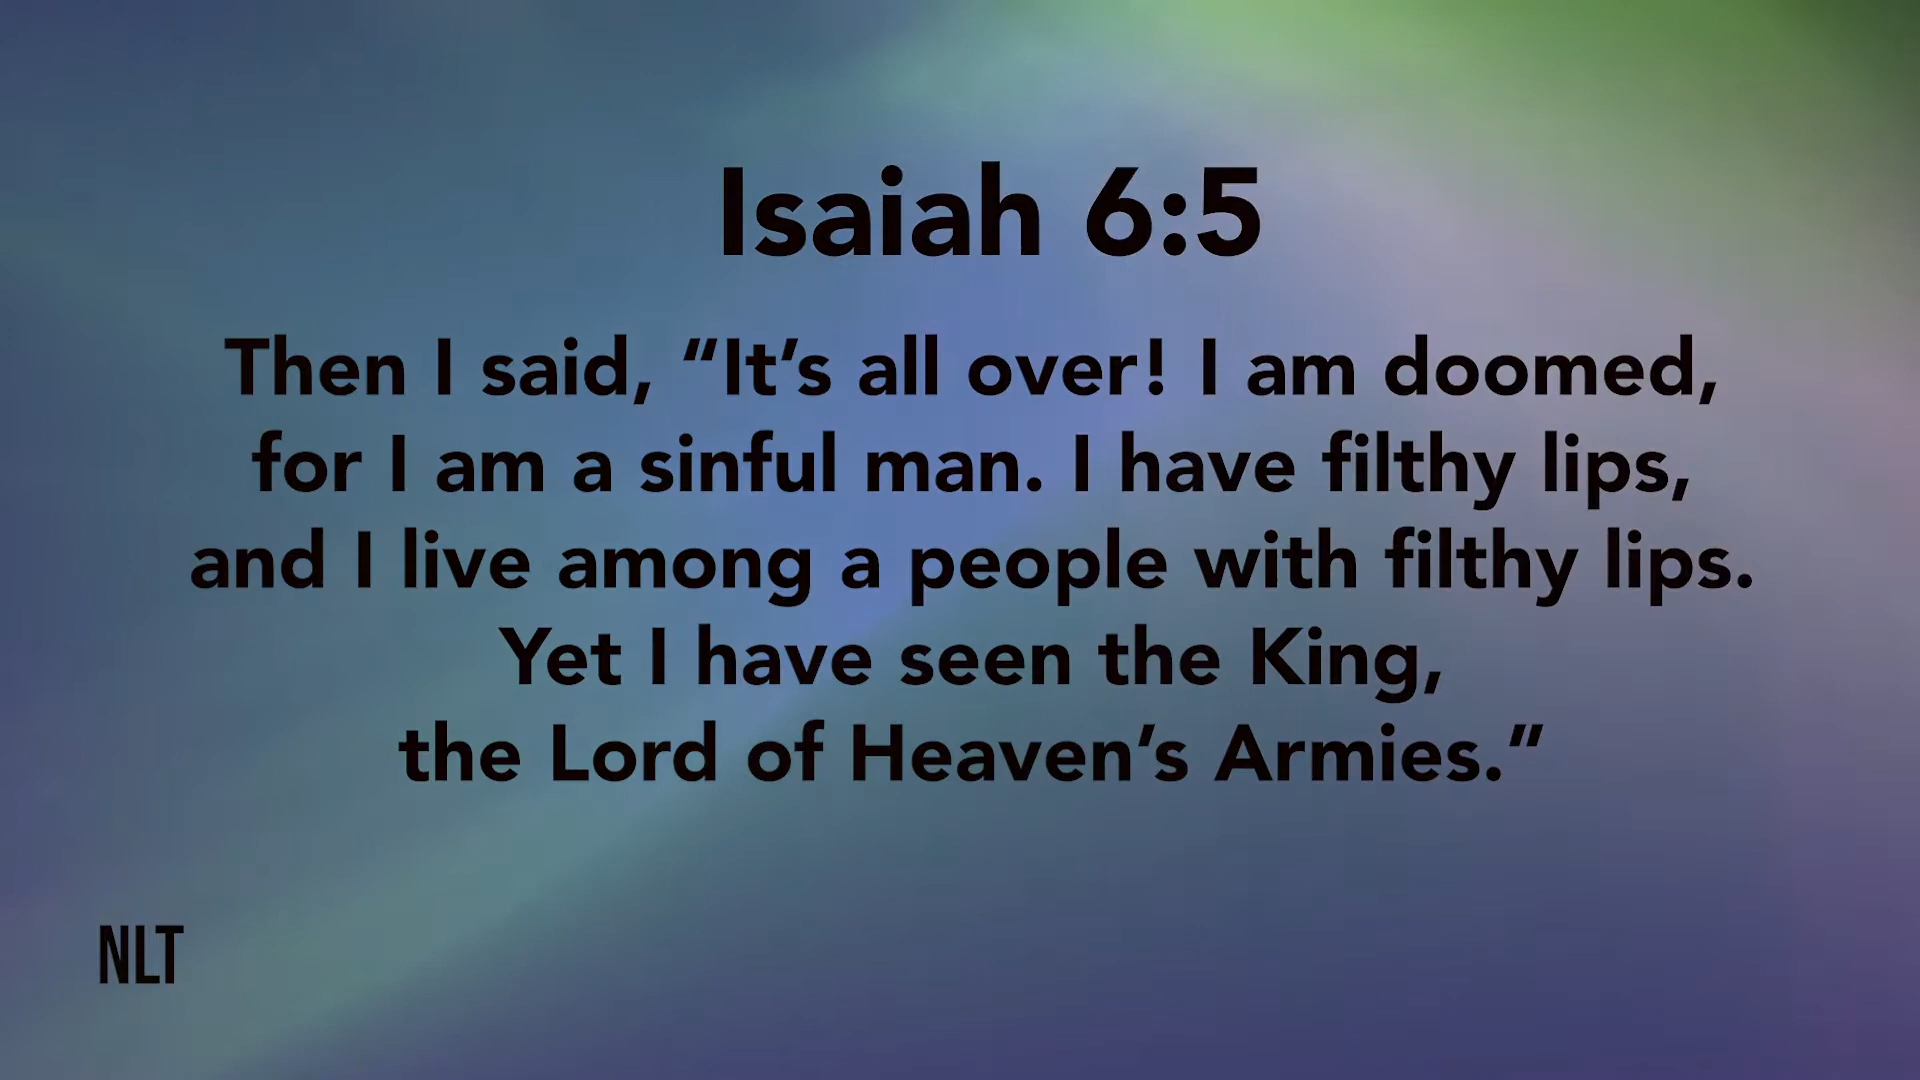 Isaiah 6:5
Then I said, “It’s all over! I am doomed,
for I am a sinful man. I have filthy lips,
and I live among a people with filthy lips.
Yet I have seen the King,
the Lord of Heaven’s Armies.”
NLT